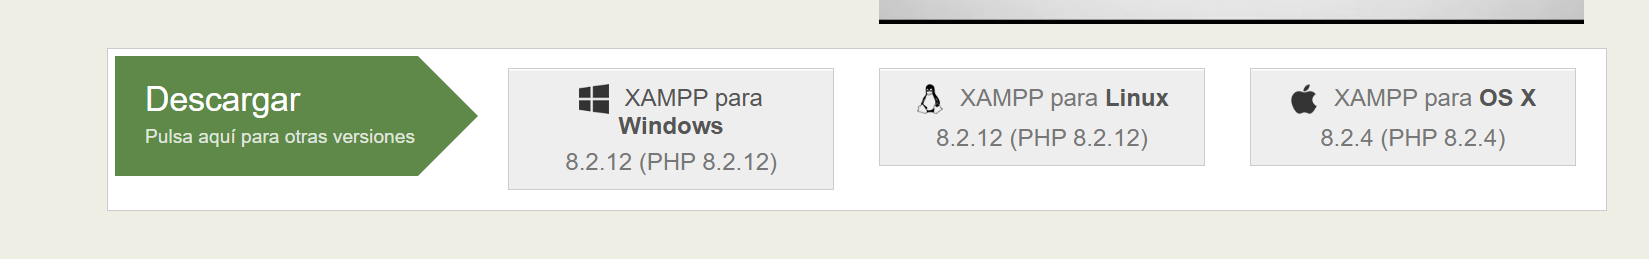 Descargar
Pulsa aquí para otras versiones
XAMPP para
Windows
8.2.12 (PHP 8.2.12)
XAMPP para Linux
8.2.12 (PHP 8.2.12)
XAMPP para OS X
8.2.4 (PHP 8.2.4)